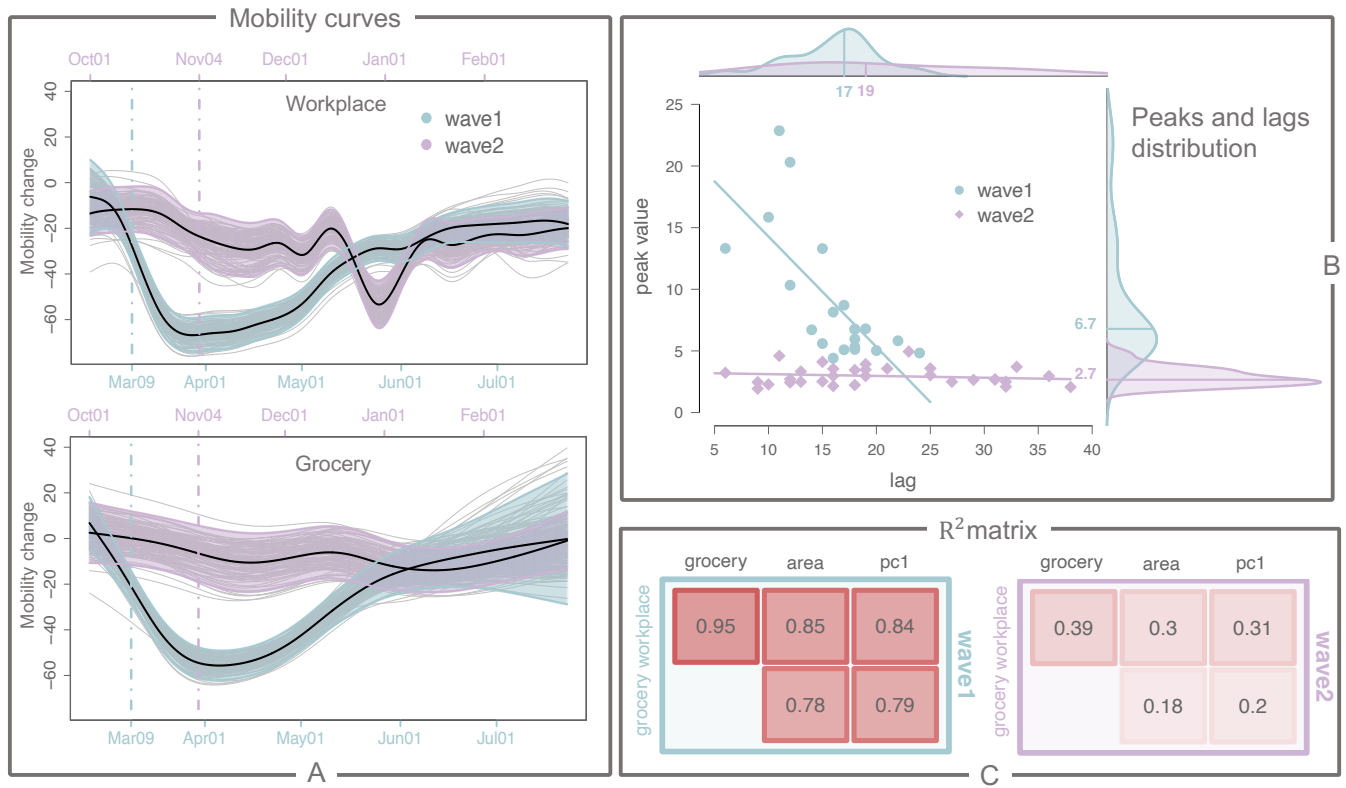 Mobility curves
Oct01 Nov04 Dec01 Jan01 Feb01
Workplace
wave1
wave2
Mobility change
40
20
0
−20
−40
−60
Mar09 Apr01 May01 Jun01 Jul01
Oct01 Nov04 Dec01 Jan01 Feb01
Grocery
Mobility change
40
20
0
−20
−40
−60
Mar09 Apr01 May01 Jun01 Jul01
A
17 19
Peaks and lags
distribution
wave1
wave2
peak value
25
20
15
10
5
0
6.7
2.7
5 10 15 20 25 30 35 40
lag
B
R²matrix
grocery area pc1
grocery workplace
0.95 0.85 0.84
0.78 0.79
wave1
grocery area pc1
grocery workplace
0.39 0.3 0.31
0.18 0.2
wave2
C